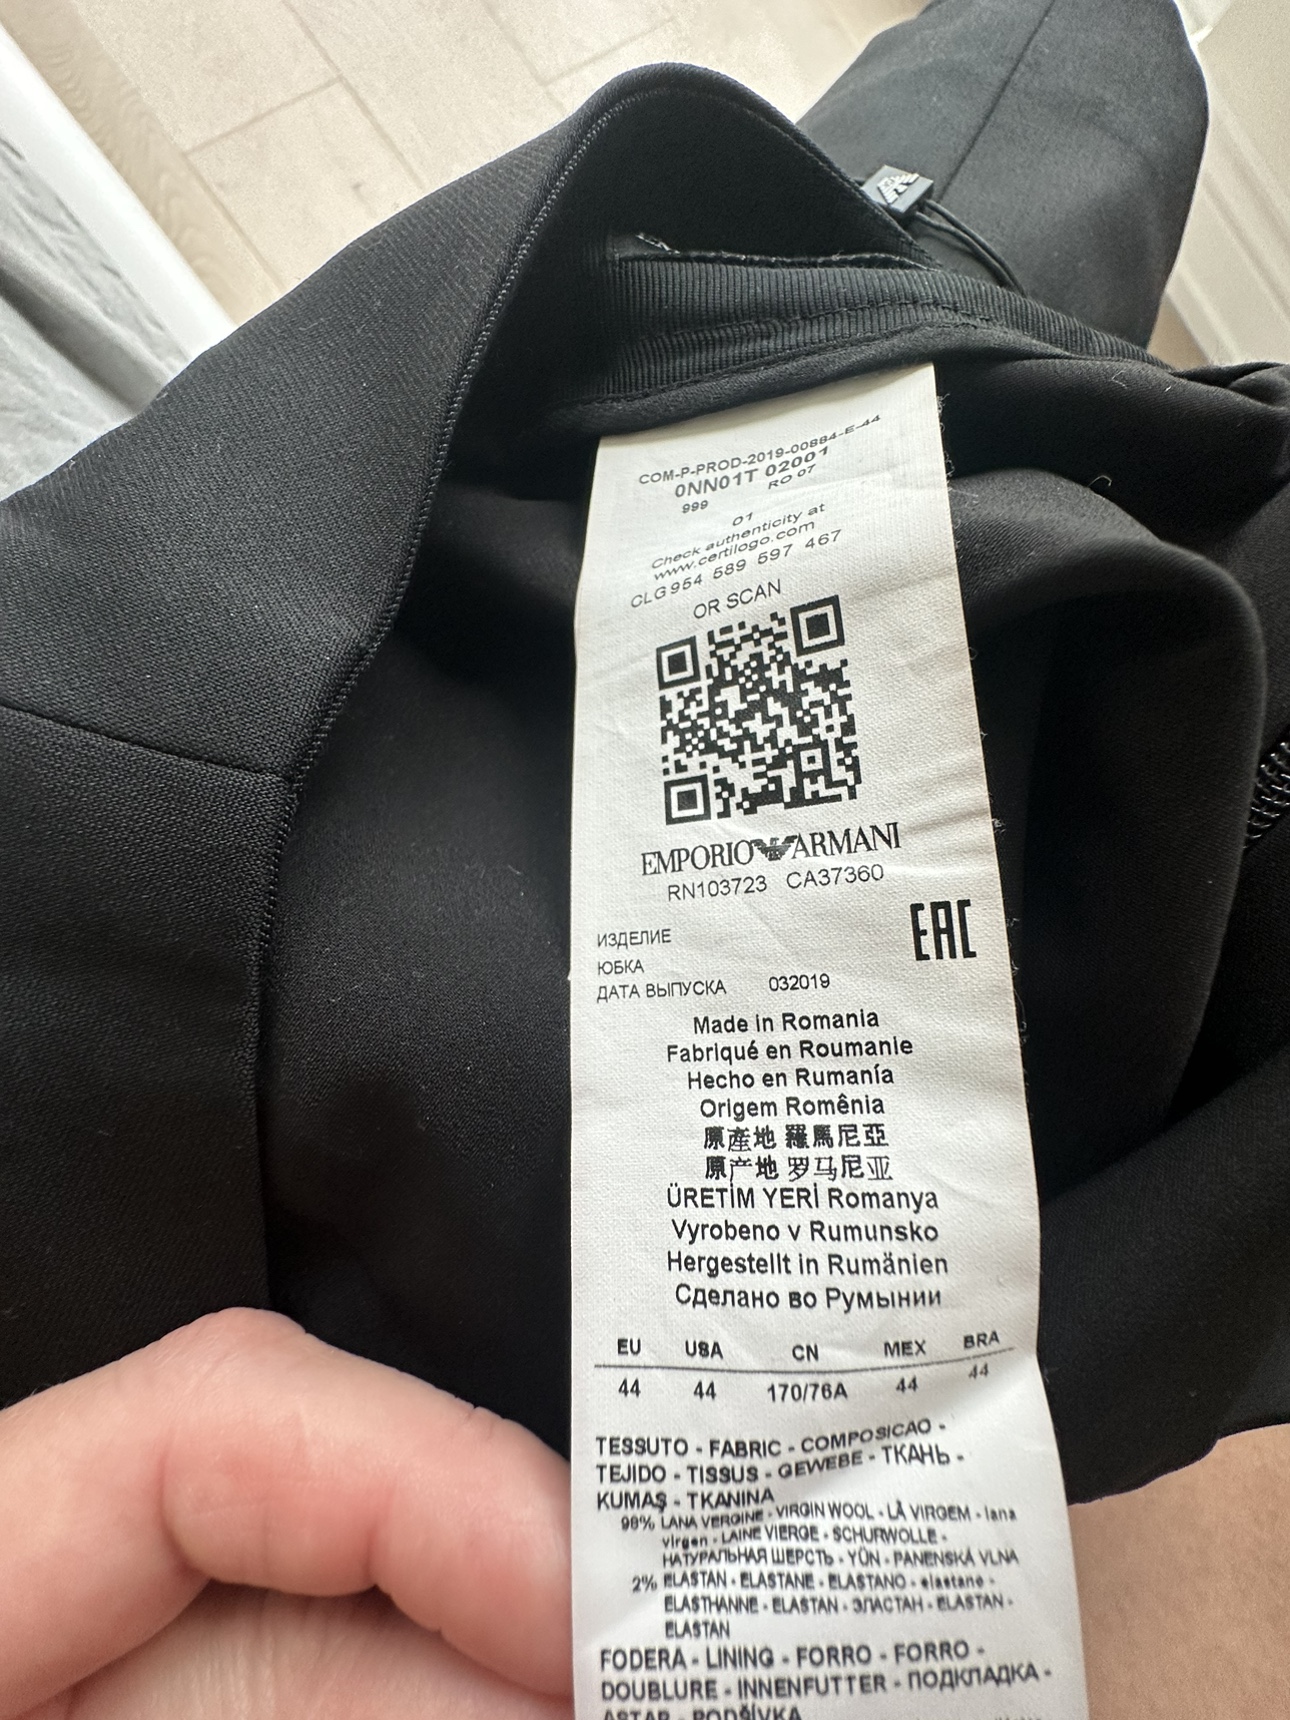 COM-P-PROD-2019-00884-E-44
0NN01T 02001
999 RO 07
01
Check authenticity at
www.certilogo.com
CLG 954 589 597 467
OR SCAN
EMPORIO ARMANI
RN103723 CA37360
EAC
ИЗДЕЛИЕ
ЮБКА
ДАТА ВЫПУСКА 032019
Made in Romania
Fabriqué en Roumanie
Hecho en Rumanía
Origem Romênia
原產地 羅馬尼亞
原产地 罗马尼亚
ÜRETİM YERİ Romanya
Vyrobeno v Rumunsko
Hergestellt in Rumänien
Сделано во Румынии
EU USA CN MEX BRA
44 44 170/76A 44 44
TESSUTO - FABRIC - COMPOSICAO -
TEJIDO - TISSUS - GEWEBE - ТКАНЬ -
KUMAŞ - TKANINA
98% LANA VERGINE - VIRGIN WOOL - LÃ VIRGEM - lana
virgen - LAINE VIERGE - SCHURWOLLE -
НАТУРАЛЬНАЯ ШЕРСТЬ - YÜN - PANENSKÁ VLNA
2% ELASTAN - ELASTANE - ELASTANO - elastano -
ELASTHANNE - ELASTAN - ЭЛАСТАН - ELASTAN -
ELASTAN
FODERA - LINING - FORRO - FORRO -
DOUBLURE - INNENFUTTER - ПОДКЛАДКА -
ASTAR - PODŠÍVKA